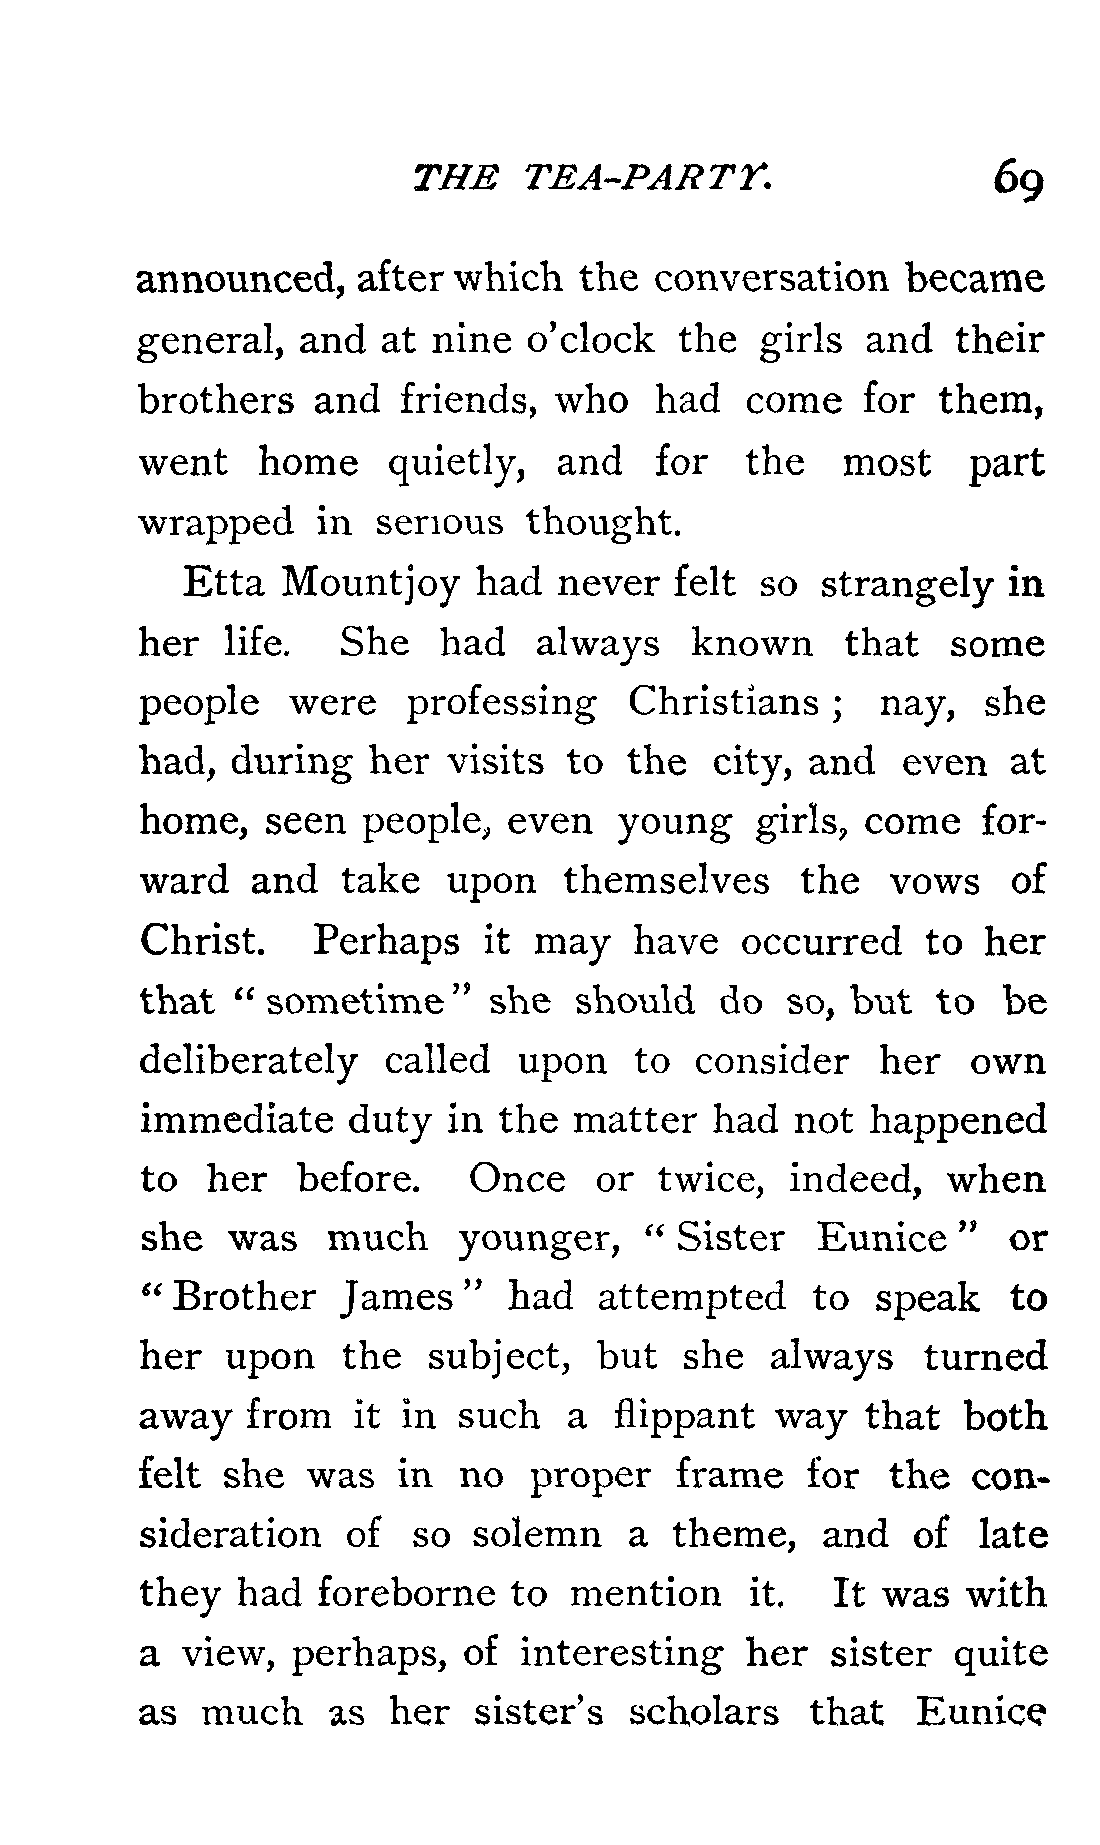 THE TEA-PARTY. 69
announced, after which the conversation became
general, and at nine o'clock the girls and their
brothers and friends, who had come for them,
went home quietly, and for the most part
wrapped in serious thought.
Etta Mountjoy had never felt so strangely in
her life. She had always known that some
people were professing Christians ; nay, she
had, during her visits to the city, and even at
home, seen people, even young girls, come for-
ward and take upon themselves the vows of
Christ. Perhaps it may have occurred to her
that " sometime " she should do so, but to be
deliberately called upon to consider her own
immediate duty in the matter had not happened
to her before. Once or twice, indeed, when
she was much younger, " Sister Eunice " or
" Brother James " had attempted to speak to
her upon the subject, but she always turned
away from it in such a flippant way that both
felt she was in no proper frame for the con-
sideration of so solemn a theme, and of late
they had foreborne to mention it. It was with
a view, perhaps, of interesting her sister quite
as much as her sister's scholars that Eunice